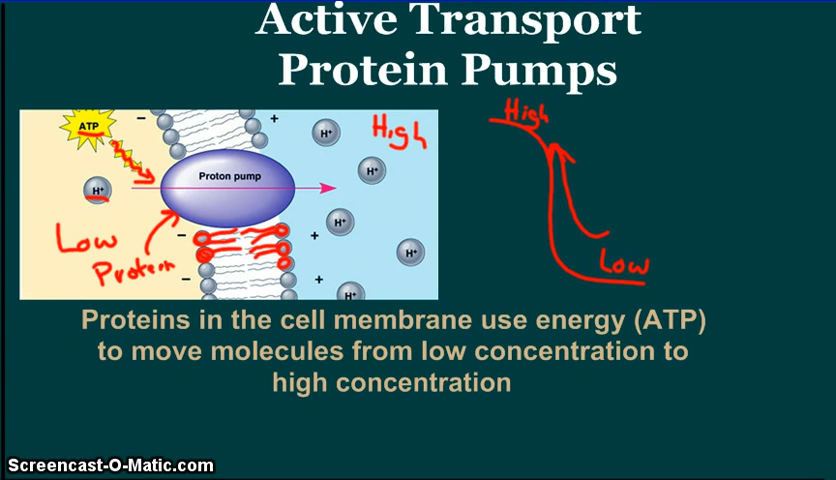 Active Transport
Protein Pumps
ATP
−
+
High
H+
H+
Proton pump
H+
H+
Low
−
+
Protein
H+
−
+
H+
High
Low
Proteins in the cell membrane use energy (ATP)
to move molecules from low concentration to
high concentration
Screencast-O-Matic.com